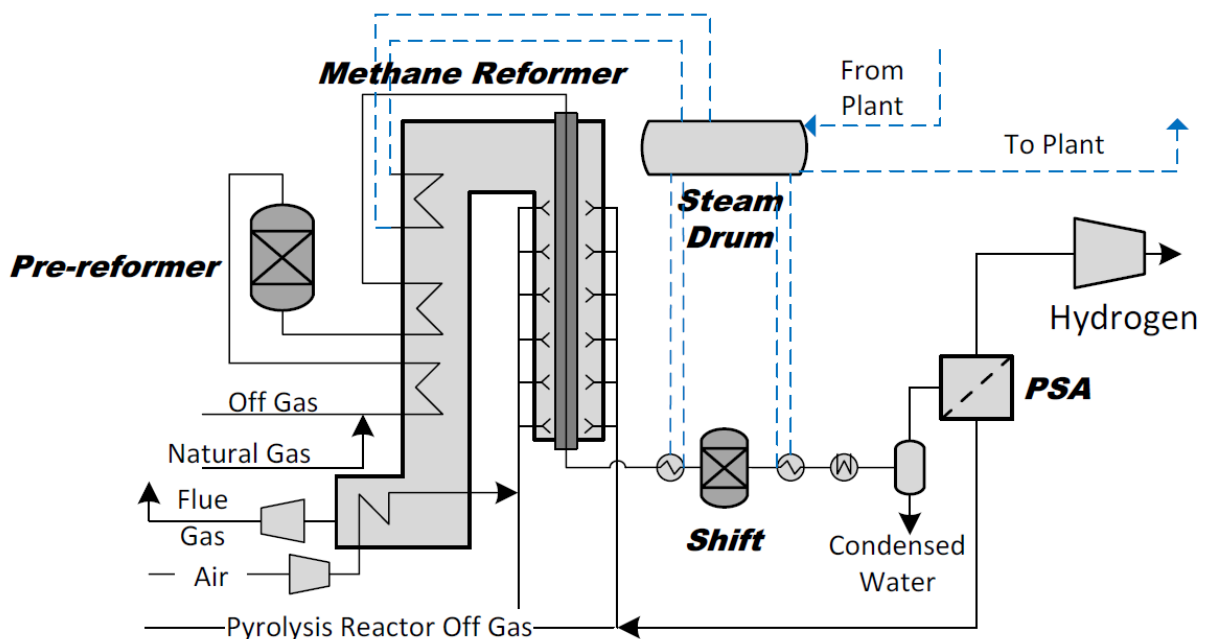 Methane Reformer
From
Plant
To Plant
Steam
Drum
Pre-reformer
Hydrogen
PSA
Off Gas
Natural Gas
Flue
Gas
Air
Shift
Condensed
Water
Pyrolysis Reactor Off Gas